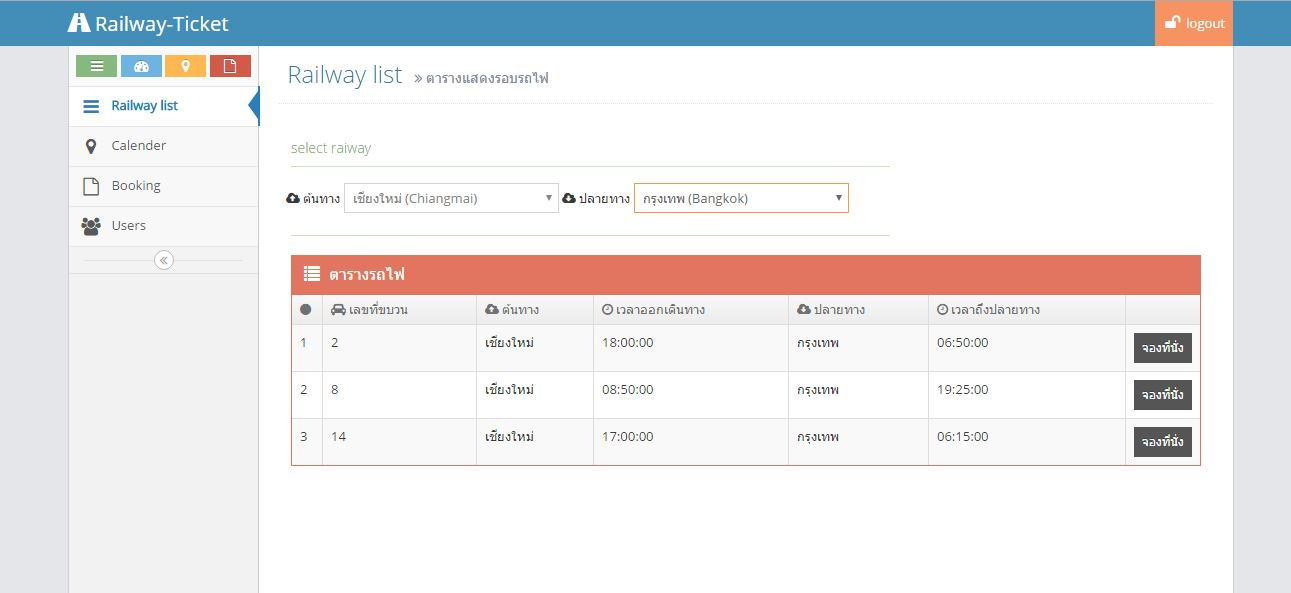 Railway-Ticket
logout
Railway list » ตารางแสดงรอบรถไฟ
Railway list
Calender
Booking
Users
select raiway
ต้นทาง เชียงใหม่ (Chiangmai) ปลายทาง กรุงเทพ (Bangkok)
ตารางรถไฟ
เลขที่ขบวน ต้นทาง เวลาออกเดินทาง ปลายทาง เวลาถึงปลายทาง
1 2 เชียงใหม่ 18:00:00 กรุงเทพ 06:50:00 จองที่นั่ง
2 8 เชียงใหม่ 08:50:00 กรุงเทพ 19:25:00 จองที่นั่ง
3 14 เชียงใหม่ 17:00:00 กรุงเทพ 06:15:00 จองที่นั่ง